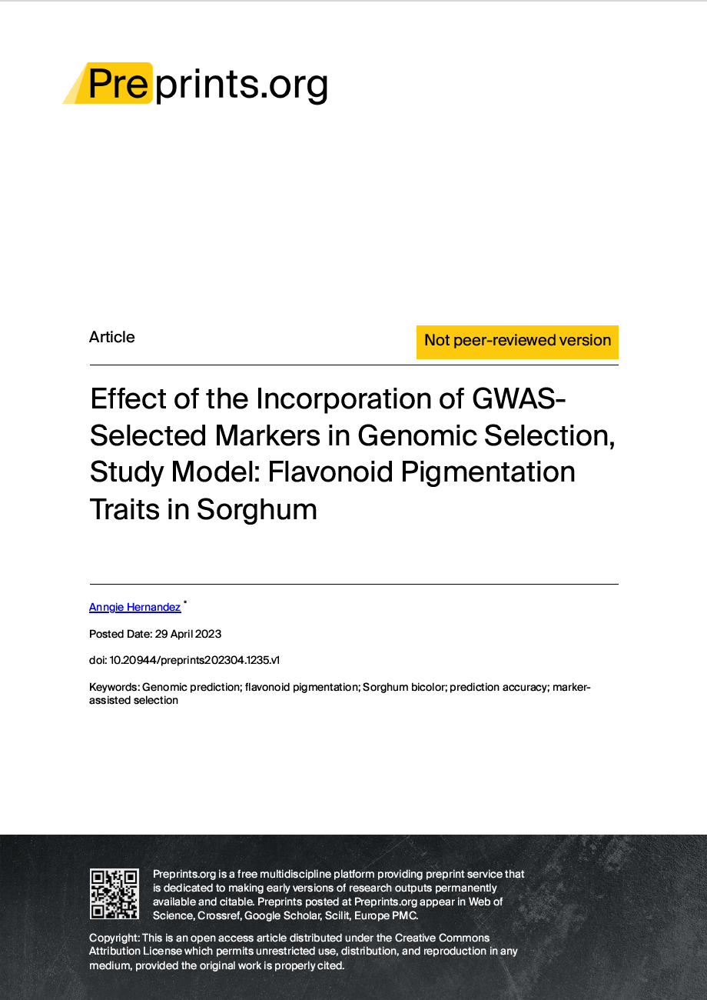 Preprints.org
Article
Not peer-reviewed version
Effect of the Incorporation of GWAS-
Selected Markers in Genomic Selection,
Study Model: Flavonoid Pigmentation
Traits in Sorghum
Anngie Hernandez *
Posted Date: 29 April 2023
doi: 10.20944/preprints202304.1235.v1
Keywords: Genomic prediction; flavonoid pigmentation; Sorghum bicolor; prediction accuracy; marker-
assisted selection
Preprints.org is a free multidiscipline platform providing preprint service that
is dedicated to making early versions of research outputs permanently
available and citable. Preprints posted at Preprints.org appear in Web of
Science, Crossref, Google Scholar, Scilit, Europe PMC.
Copyright: This is an open access article distributed under the Creative Commons
Attribution License which permits unrestricted use, distribution, and reproduction in any
medium, provided the original work is properly cited.